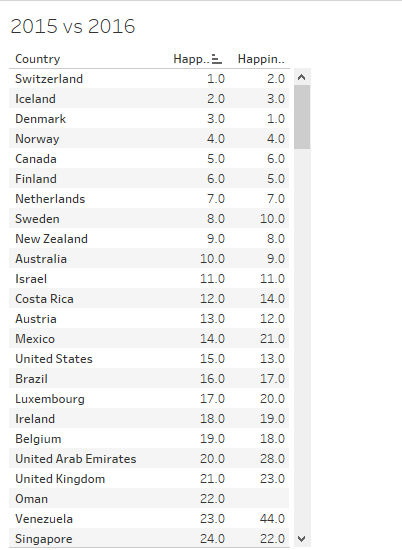 2015 vs 2016
Country Happ.. Happin..
Switzerland 1.0 2.0
Iceland 2.0 3.0
Denmark 3.0 1.0
Norway 4.0 4.0
Canada 5.0 6.0
Finland 6.0 5.0
Netherlands 7.0 7.0
Sweden 8.0 10.0
New Zealand 9.0 8.0
Australia 10.0 9.0
Israel 11.0 11.0
Costa Rica 12.0 14.0
Austria 13.0 12.0
Mexico 14.0 21.0
United States 15.0 13.0
Brazil 16.0 17.0
Luxembourg 17.0 20.0
Ireland 18.0 19.0
Belgium 19.0 18.0
United Arab Emirates 20.0 28.0
United Kingdom 21.0 23.0
Oman 22.0
Venezuela 23.0 44.0
Singapore 24.0 22.0